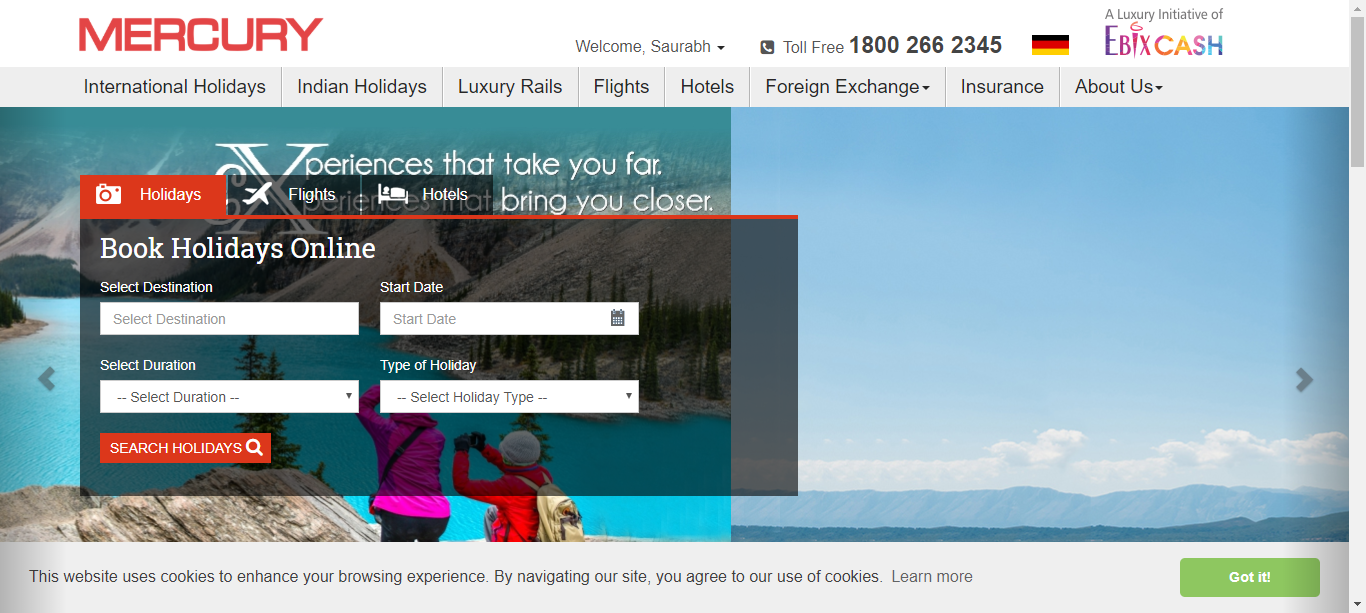 MERCURY
Welcome, Saurabh
Toll Free 1800 266 2345
A Luxury Initiative of
EBIXCASH
International Holidays
Indian Holidays
Luxury Rails
Flights
Hotels
Foreign Exchange
Insurance
About Us
eXperiences that take you far.
eXperiences that bring you closer.
Holidays
Flights
Hotels
Book Holidays Online
Select Destination
Start Date
Select Destination
Start Date
Select Duration
Type of Holiday
-- Select Duration --
-- Select Holiday Type --
SEARCH HOLIDAYS
This website uses cookies to enhance your browsing experience. By navigating our site, you agree to our use of cookies. Learn more
Got it!